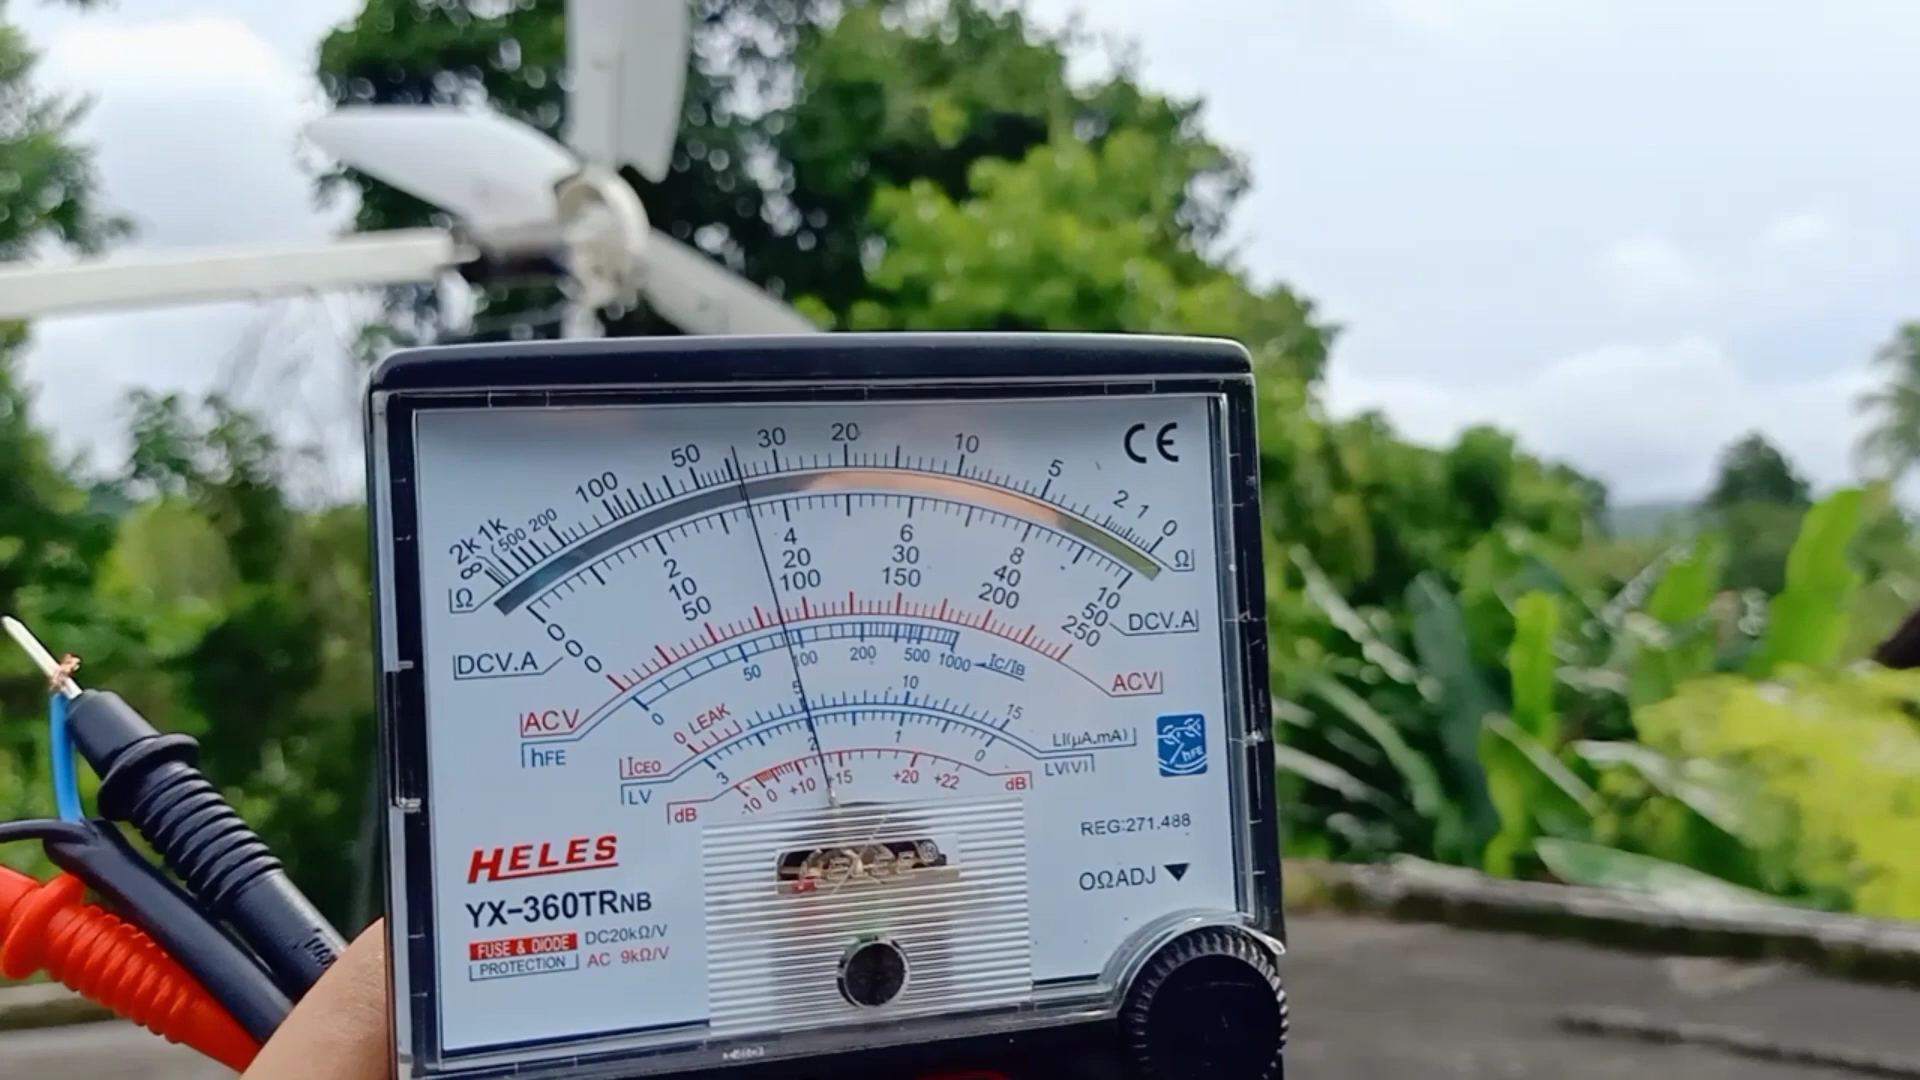 CE
∞ 2k 1k 500 200 100 50 30 20 10 5 2 1 0
Ω Ω
0 2 4 6 8 10
0 10 20 30 40 50
0 50 100 150 200 250
DCV.A DCV.A
ACV ACV
hFE 0 50 100 200 500 1000 IC/IB
ICEO 0 LEAK 5 10 15 LI(μA,mA)
LV 3 2 1 0 LV(V)
dB -10 0 +10 +15 +20 +22 dB
hFE
HELES
REG:271.488
YX-360TRNB
0ΩADJ ▼
FUSE & DIODE
PROTECTION
DC20kΩ/V
AC 9kΩ/V